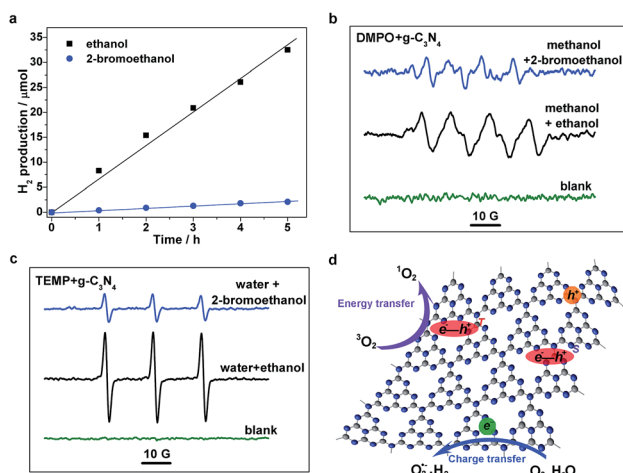 a
H2 production / μmol
35
30
25
20
15
10
5
0
ethanol
2-bromoethanol
0 1 2 3 4 5
Time / h
b
DMPO+g-C3N4
methanol
+2-bromoethanol
methanol
+ ethanol
blank
10 G
c
TEMP+g-C3N4
water +
2-bromoethanol
water+ethanol
blank
10 G
d
1O2
Energy transfer
3O2
e-—h+
T
h+
e-—h+
S
e-
Charge transfer